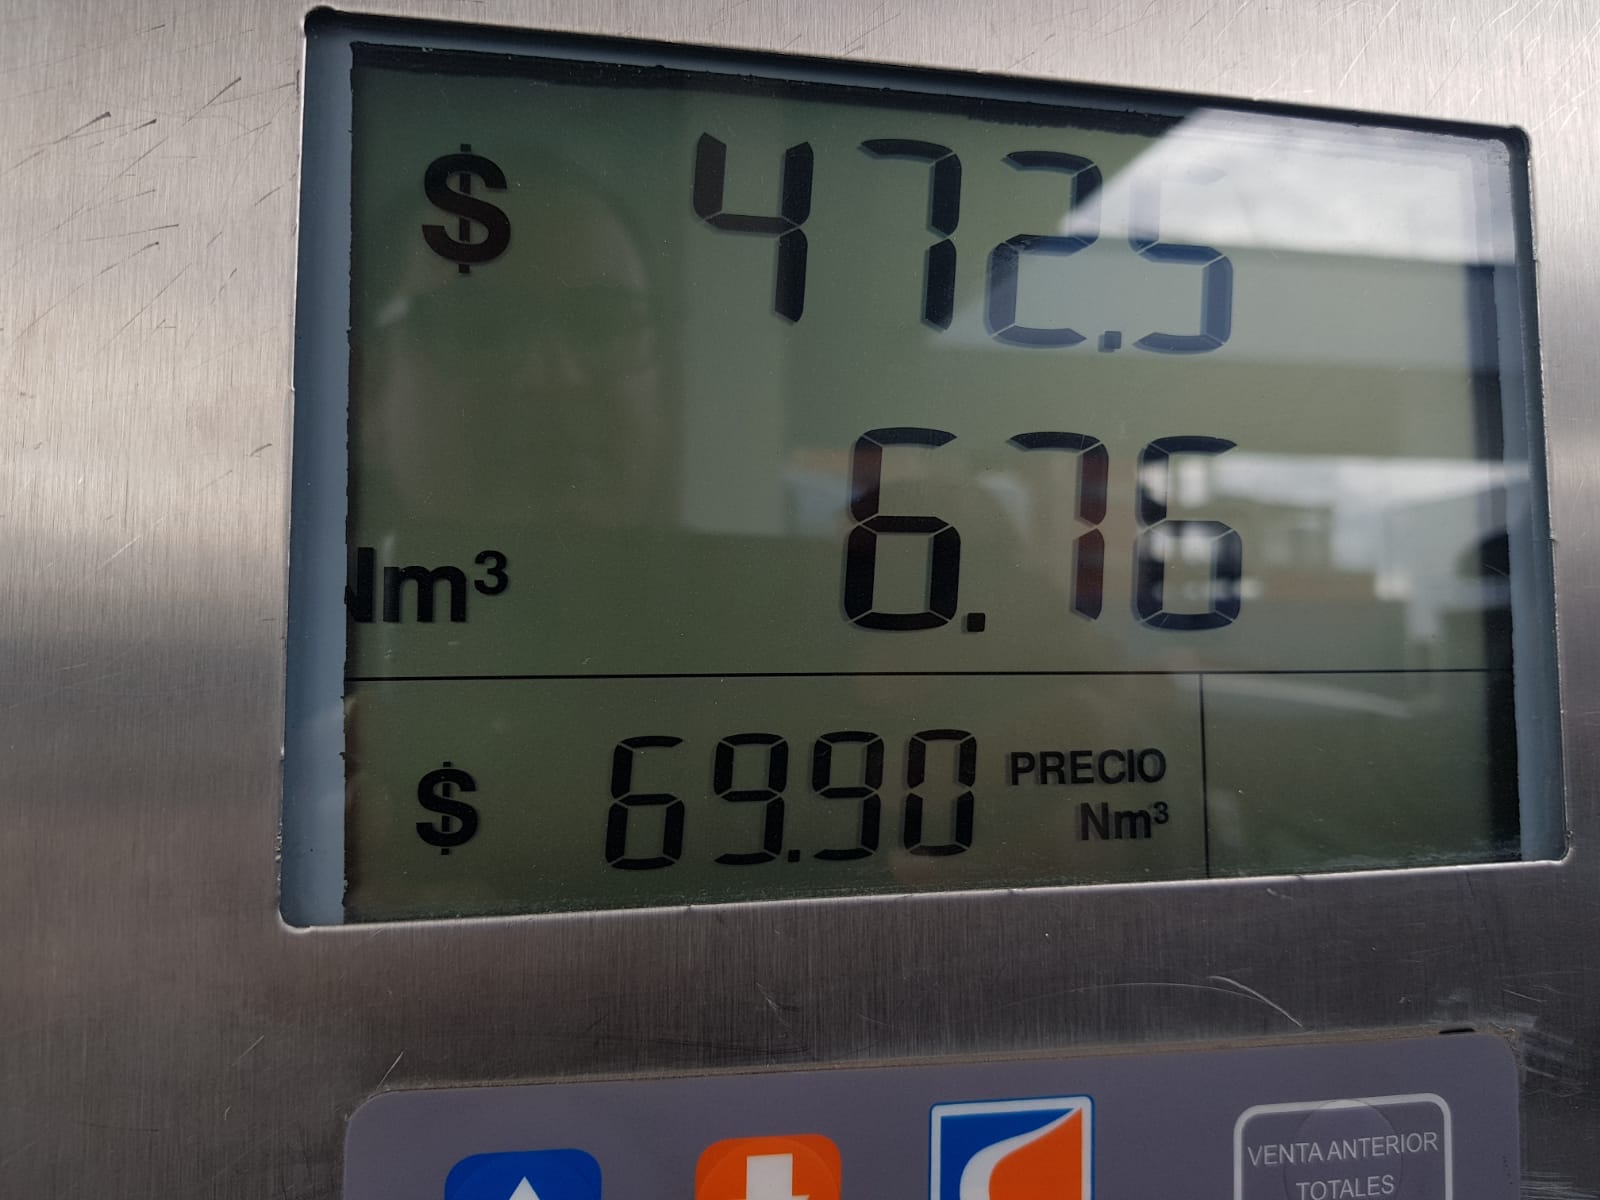 $ 472.5
6.76
Nm³
$ 69.90 PRECIO
Nm³
VENTA ANTERIOR
TOTALES